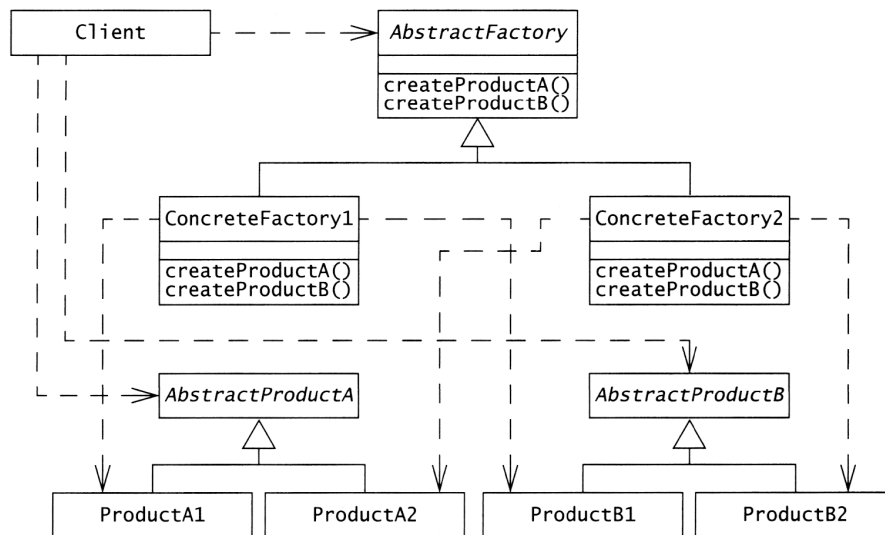 Client
AbstractFactory
createProductA()
createProductB()
ConcreteFactory1
createProductA()
createProductB()
ConcreteFactory2
createProductA()
createProductB()
AbstractProductA
AbstractProductB
ProductA1
ProductA2
ProductB1
ProductB2